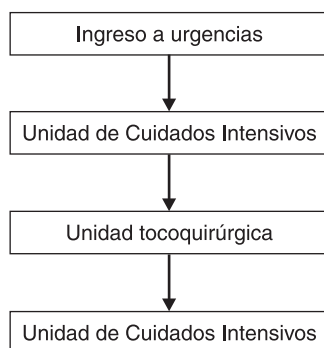 Ingreso a urgencias
Unidad de Cuidados Intensivos
Unidad tocoquirúrgica
Unidad de Cuidados Intensivos